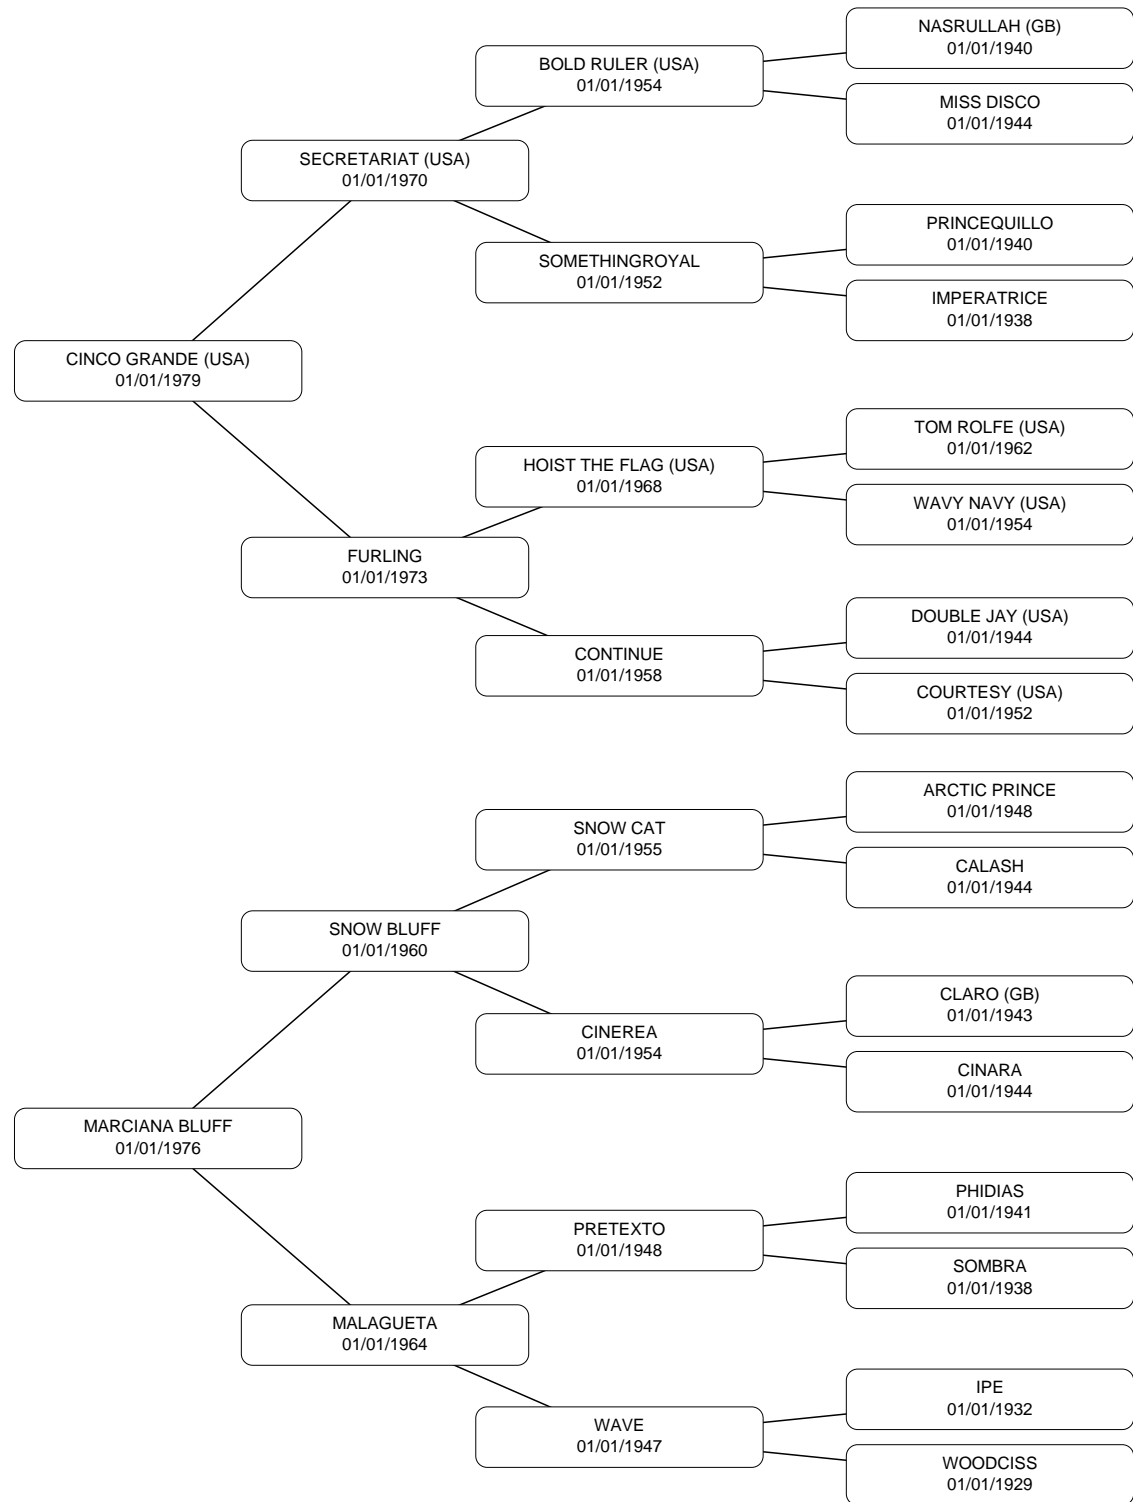 NASRULLAH (GB)
01/01/1940
BOLD RULER (USA)
01/01/1954
MISS DISCO
01/01/1944
SECRETARIAT (USA)
01/01/1970
PRINCEQUILLO
01/01/1940
SOMETHINGROYAL
01/01/1952
IMPERATRICE
01/01/1938
CINCO GRANDE (USA)
01/01/1979
TOM ROLFE (USA)
01/01/1962
HOIST THE FLAG (USA)
01/01/1968
WAVY NAVY (USA)
01/01/1954
FURLING
01/01/1973
DOUBLE JAY (USA)
01/01/1944
CONTINUE
01/01/1958
COURTESY (USA)
01/01/1952
ARCTIC PRINCE
01/01/1948
SNOW CAT
01/01/1955
CALASH
01/01/1944
SNOW BLUFF
01/01/1960
CLARO (GB)
01/01/1943
CINEREA
01/01/1954
CINARA
01/01/1944
MARCIANA BLUFF
01/01/1976
PHIDIAS
01/01/1941
PRETEXTO
01/01/1948
SOMBRA
01/01/1938
MALAGUETA
01/01/1964
IPE
01/01/1932
WAVE
01/01/1947
WOODCISS
01/01/1929